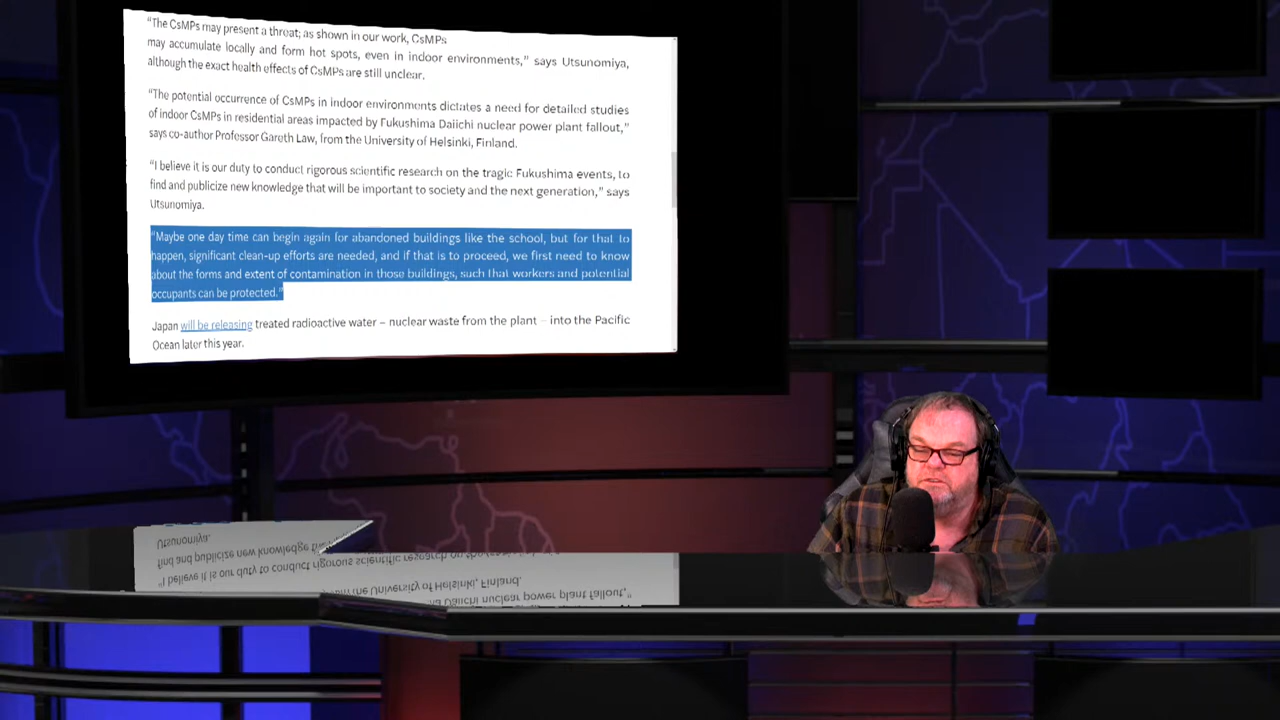 “The CsMPs may present a threat; as shown in our work, CsMPs
may accumulate locally and form hot spots, even in indoor environments,” says Utsunomiya,
although the exact health effects of CsMPs are still unclear.
“The potential occurrence of CsMPs in indoor environments dictates a need for detailed studies
of indoor CsMPs in residential areas impacted by Fukushima Daiichi nuclear power plant fallout,”
says co-author Professor Gareth Law, from the University of Helsinki, Finland.
“I believe it is our duty to conduct rigorous scientific research on the tragic Fukushima events, to
find and publicize new knowledge that will be important to society and the next generation,” says
Utsunomiya.
“Maybe one day time can begin again for abandoned buildings like the school, but for that to
happen, significant clean-up efforts are needed, and if that is to proceed, we first need to know
about the forms and extent of contamination in those buildings, such that workers and potential
occupants can be protected.”
Japan will be releasing treated radioactive water – nuclear waste from the plant – into the Pacific
Ocean later this year.